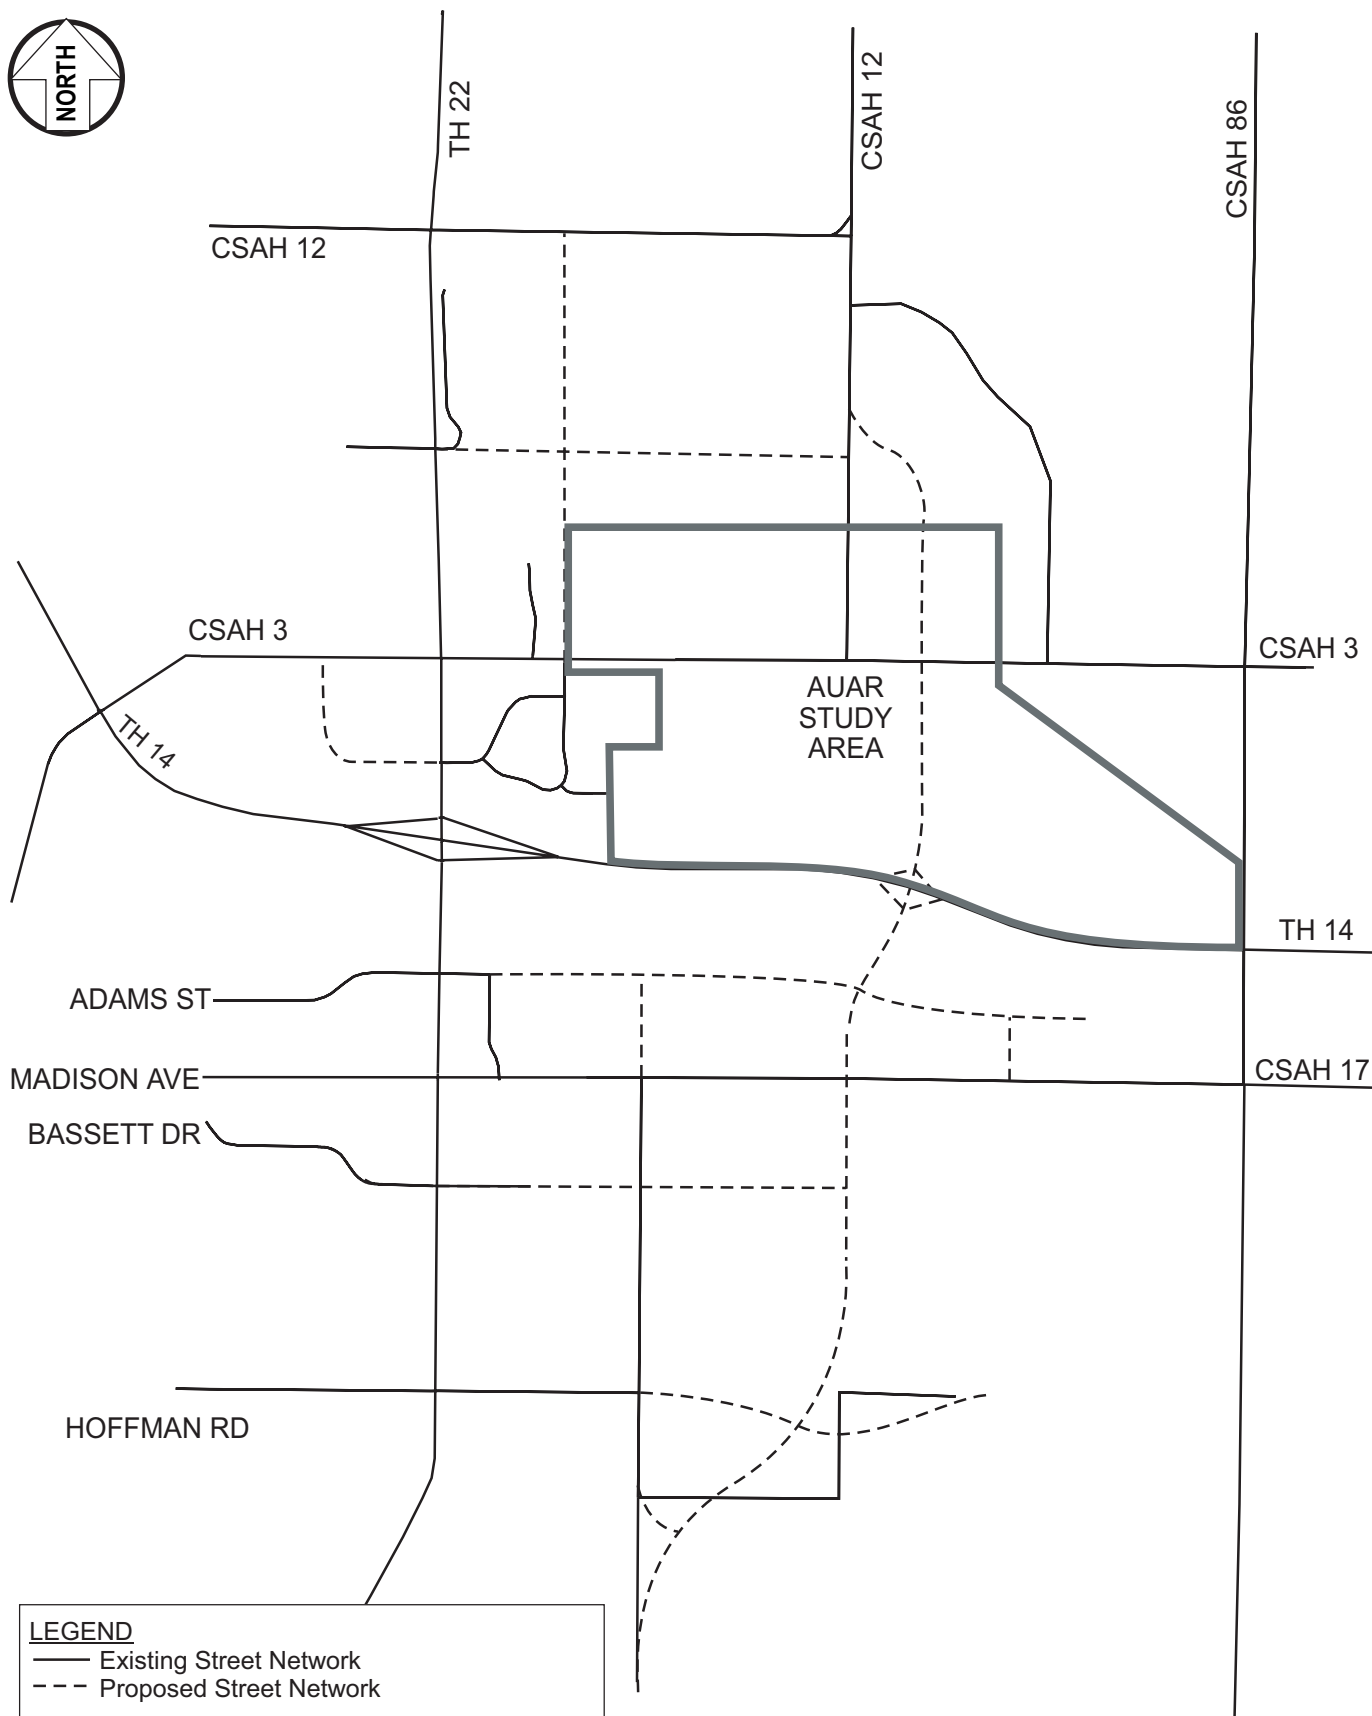 NORTH
TH 22
CSAH 12
CSAH 86
CSAH 12
CSAH 3
CSAH 3
AUAR
STUDY
AREA
TH 14
TH 14
ADAMS ST
MADISON AVE
CSAH 17
BASSETT DR
HOFFMAN RD
LEGEND
Existing Street Network
Proposed Street Network